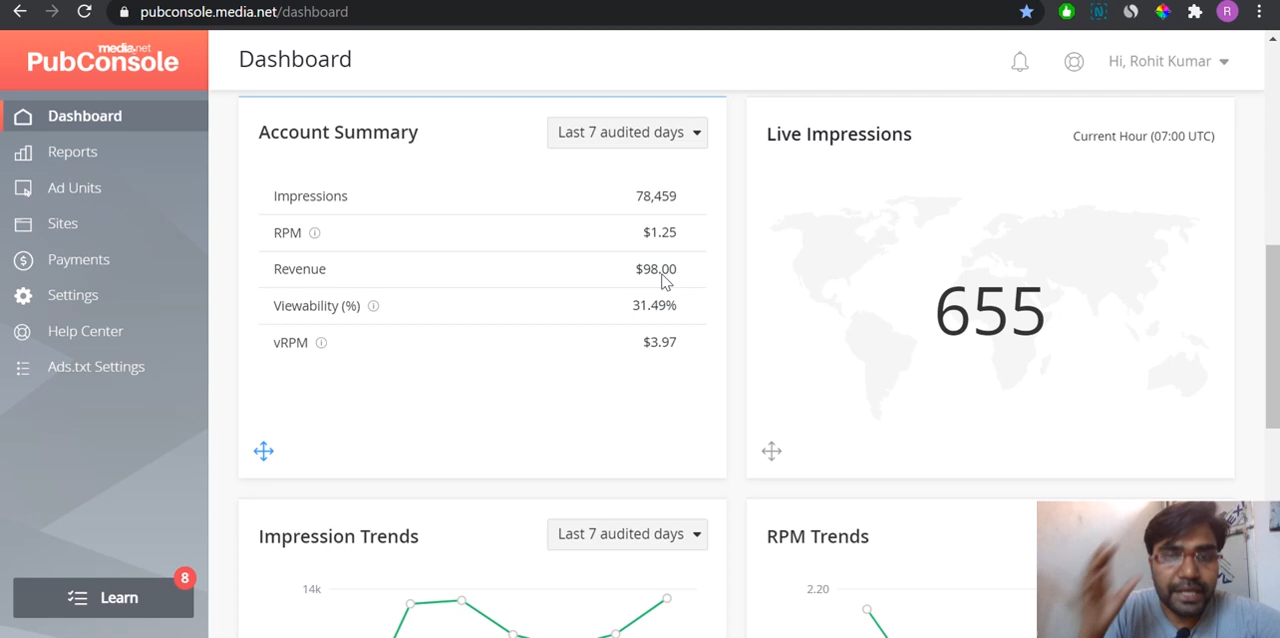 pubconsole.media.net/dashboard
N
R
media.net
PubConsole
Dashboard
Hi, Rohit Kumar
Dashboard
Reports
Ad Units
Sites
Payments
Settings
Help Center
Ads.txt Settings
Learn
8
Account Summary
Last 7 audited days
Impressions 78,459
RPM $1.25
Revenue $98.00
Viewability (%) 31.49%
vRPM $3.97
Live Impressions
Current Hour (07:00 UTC)
655
Impression Trends
Last 7 audited days
14k
RPM Trends
2.20